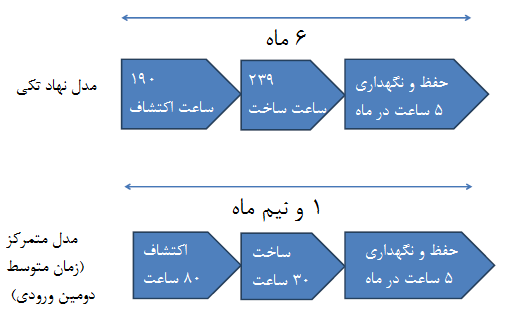 ۶ ماه
مدل نهاد تکی
۱۹۰
ساعت اکتشاف
۲۳۹
ساعت ساخت
حفظ و نگهداری
۵ ساعت در ماه
۱ و نیم ماه
مدل متمرکز
(زمان متوسط
دومین ورودی)
اکتشاف
۸۰ ساعت
ساخت
۳۰ ساعت
حفظ و نگهداری
۵ ساعت در ماه